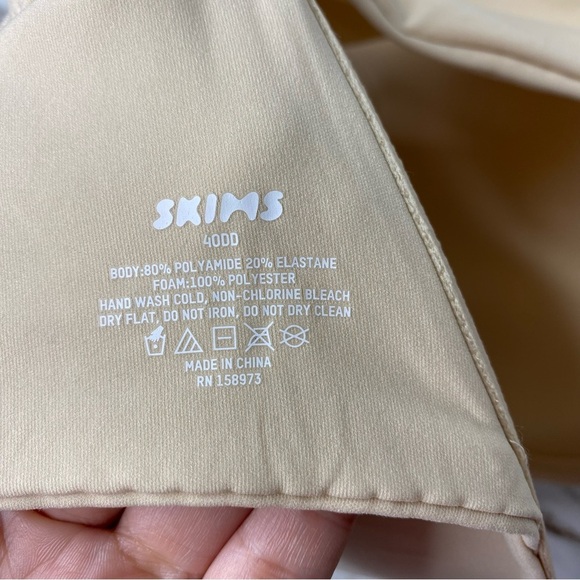 SKIMS
40DD
BODY:80% POLYAMIDE 20% ELASTANE
FOAM:100% POLYESTER
HAND WASH COLD, NON-CHLORINE BLEACH
DRY FLAT, DO NOT IRON, DO NOT DRY CLEAN
MADE IN CHINA
RN 158973